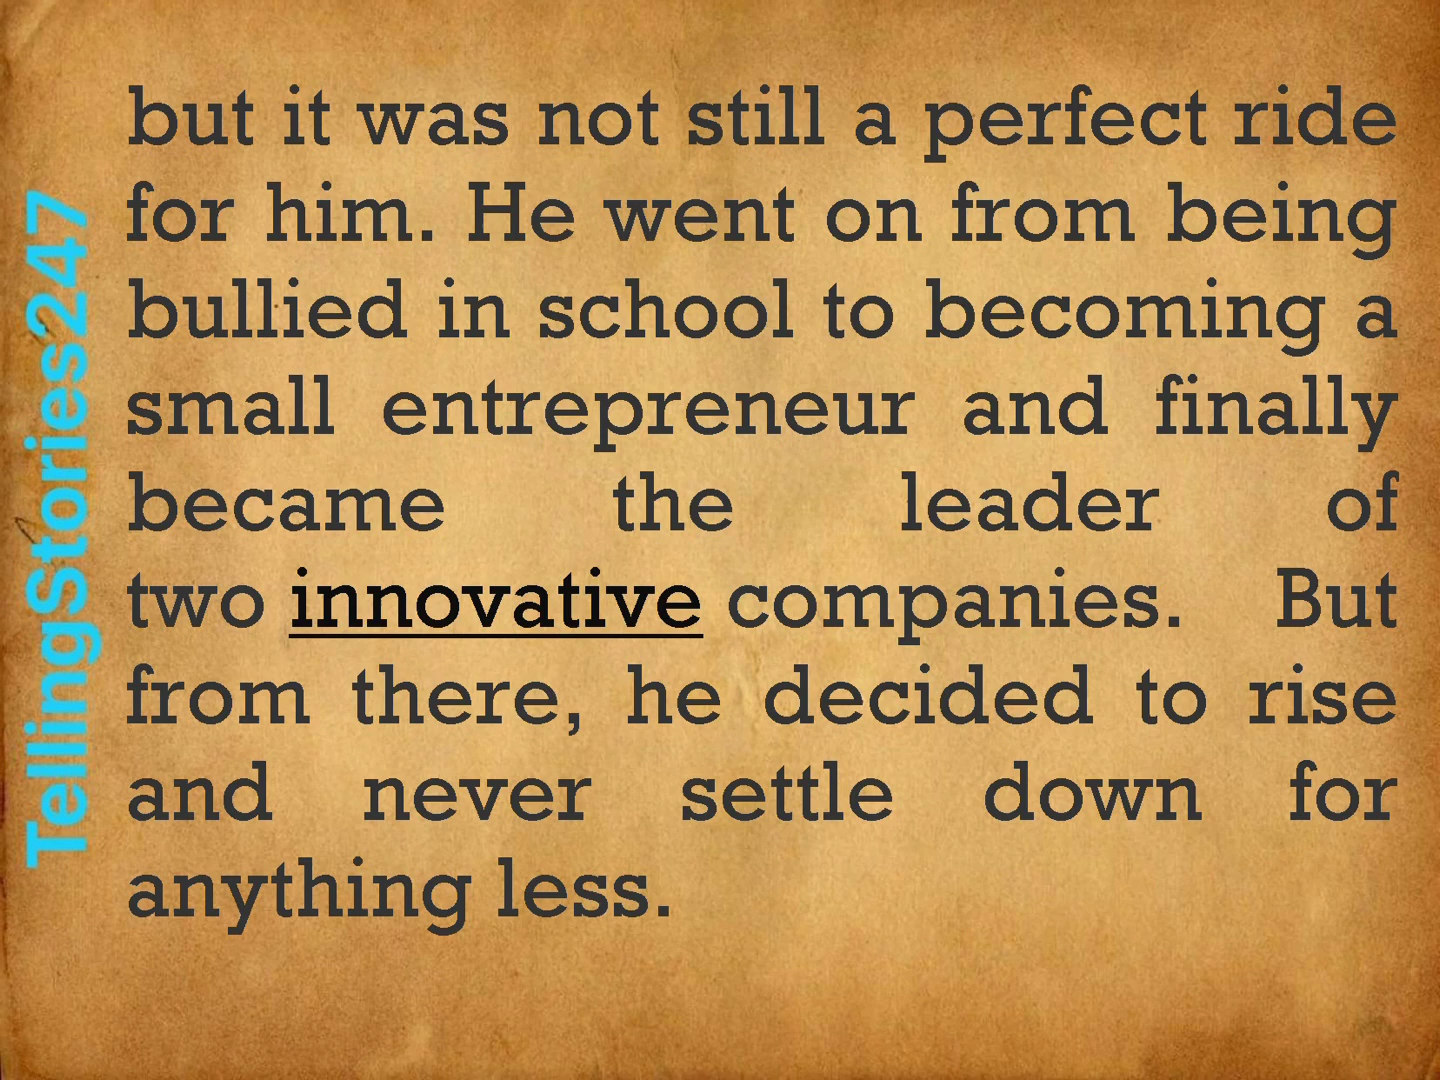 but it was not still a perfect ride
for him. He went on from being
bullied in school to becoming a
small entrepreneur and finally
became the leader of
two innovative companies. But
from there, he decided to rise
and never settle down for
anything less.
TellingStories247